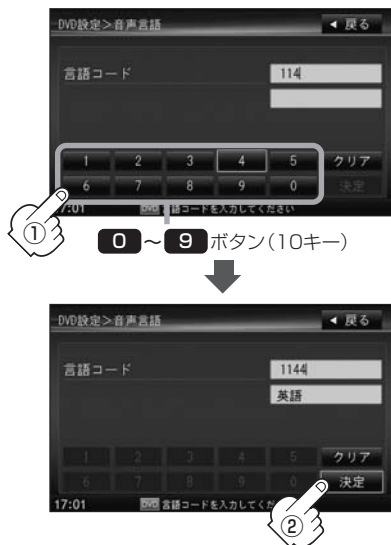 DVD設定>音声言語 ◀ 戻る
言語コード 114
1 2 3 4 5 クリア
6 7 8 9 0 決定
7:01 DVD 言語コードを入力してください
①
0 ～ 9 ボタン(10キー)
DVD設定>音声言語 ◀ 戻る
言語コード 1144
英語
1 2 3 4 5 クリア
6 7 8 9 0 決定
17:01 DVD 言語コードを入力してくだ
②